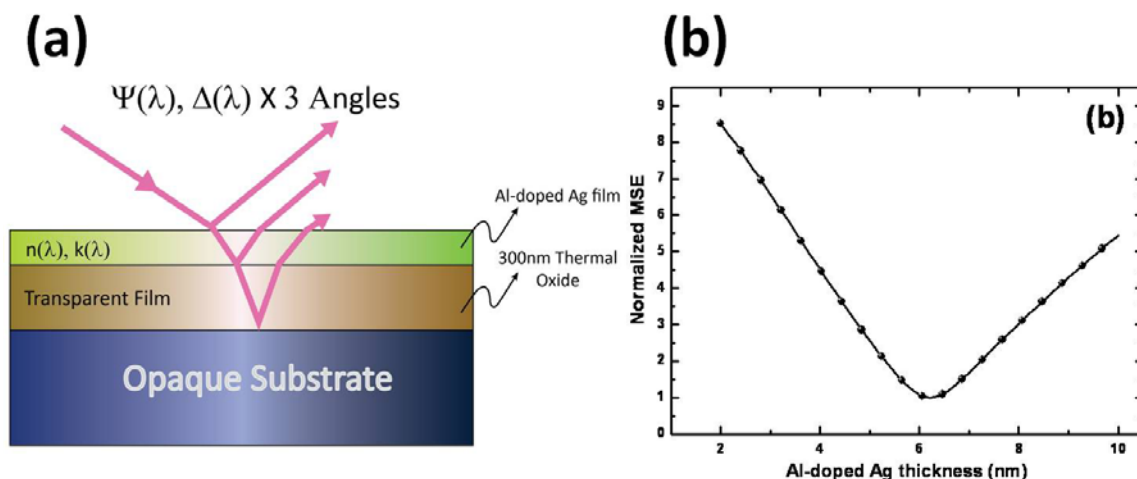 (a)
Ψ(λ), Δ(λ) X 3 Angles
Al-doped Ag film
n(λ), k(λ)
300nm Thermal
Oxide
Transparent Film
Opaque Substrate
(b)
(b)
Normalized MSE
9
8
7
6
5
4
3
2
1
0
2
4
6
8
10
Al-doped Ag thickness (nm)